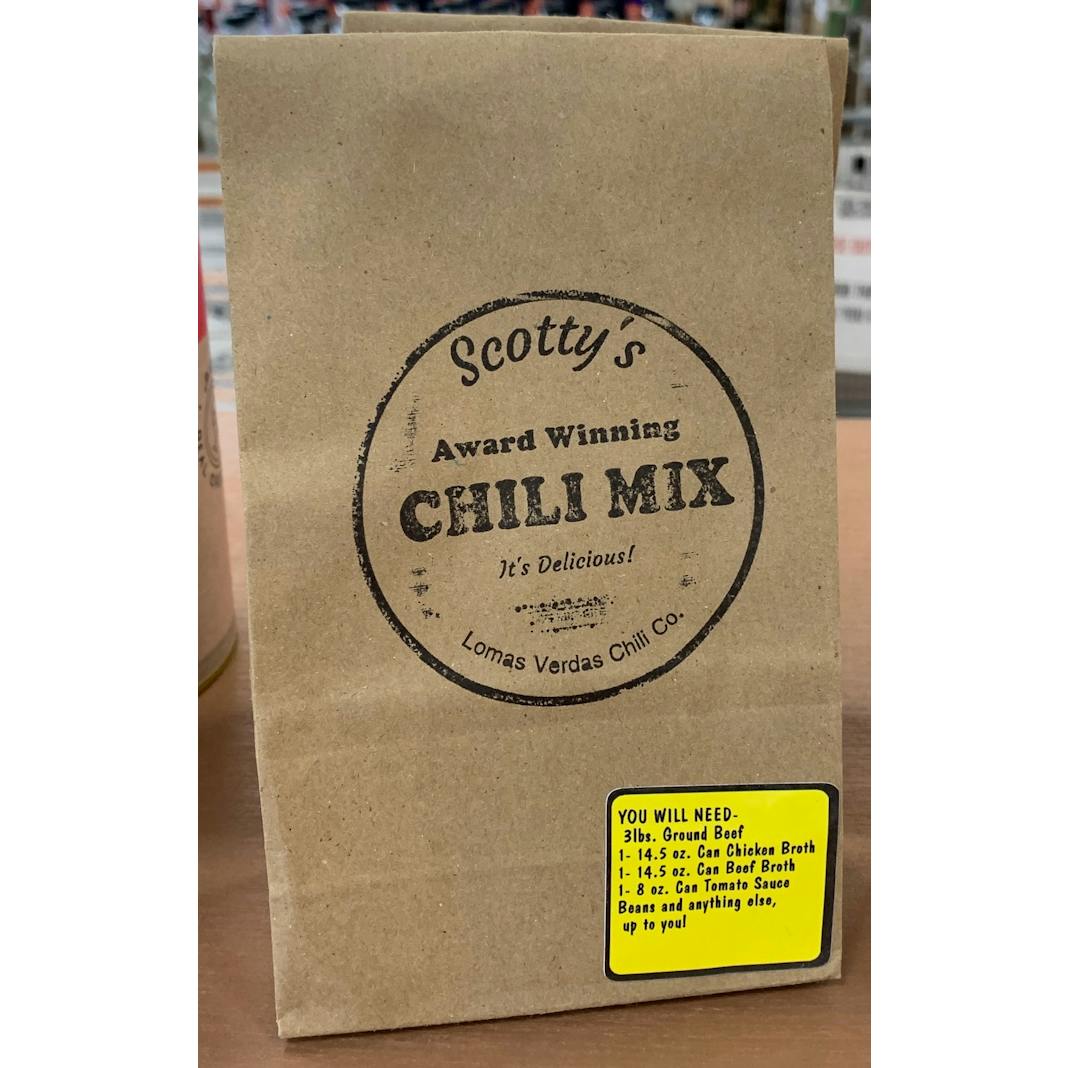 Scotty's
Award Winning
CHILI MIX
It's Delicious!
Lomas Verdas Chili Co.
YOU WILL NEED-
3lbs. Ground Beef
1- 14.5 oz. Can Chicken Broth
1- 14.5 oz. Can Beef Broth
1- 8 oz. Can Tomato Sauce
Beans and anything else,
up to you!